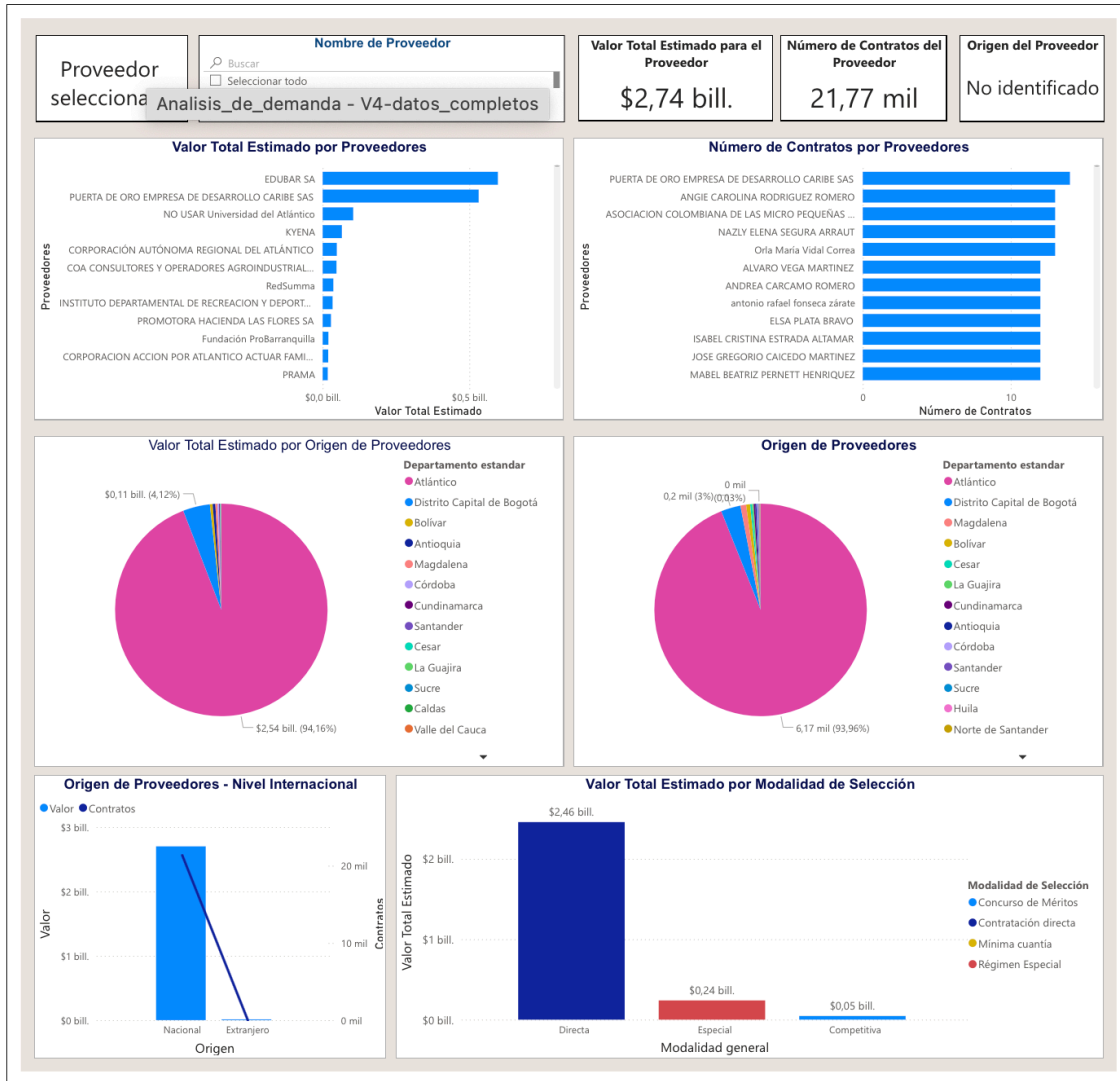 Proveedor
selecciona
Nombre de Proveedor
Buscar
Seleccionar todo
Analisis_de_demanda - V4-datos_completos
Valor Total Estimado para el
Proveedor
$2,74 bill.
Número de Contratos del
Proveedor
21,77 mil
Origen del Proveedor
No identificado
Valor Total Estimado por Proveedores
Proveedores
EDUBAR SA
PUERTA DE ORO EMPRESA DE DESARROLLO CARIBE SAS
NO USAR Universidad del Atlántico
KYENA
CORPORACIÓN AUTÓNOMA REGIONAL DEL ATLÁNTICO
COA CONSULTORES Y OPERADORES AGROINDUSTRIAL...
RedSumma
INSTITUTO DEPARTAMENTAL DE RECREACION Y DEPORT...
PROMOTORA HACIENDA LAS FLORES SA
Fundación ProBarranquilla
CORPORACION ACCION POR ATLANTICO ACTUAR FAMI...
PRAMA
$0,0 bill.
$0,5 bill.
Valor Total Estimado
Número de Contratos por Proveedores
Proveedores
PUERTA DE ORO EMPRESA DE DESARROLLO CARIBE SAS
ANGIE CAROLINA RODRIGUEZ ROMERO
ASOCIACION COLOMBIANA DE LAS MICRO PEQUEÑAS ...
NAZLY ELENA SEGURA ARRAUT
Orla María Vidal Correa
ALVARO VEGA MARTINEZ
ANDREA CARCAMO ROMERO
antonio rafael fonseca zárate
ELSA PLATA BRAVO
ISABEL CRISTINA ESTRADA ALTAMAR
JOSE GREGORIO CAICEDO MARTINEZ
MABEL BEATRIZ PERNETT HENRIQUEZ
0
10
Número de Contratos
Valor Total Estimado por Origen de Proveedores
$0,11 bill. (4,12%)
$2,54 bill. (94,16%)
Departamento estandar
Atlántico
Distrito Capital de Bogotá
Bolívar
Antioquia
Magdalena
Córdoba
Cundinamarca
Santander
Cesar
La Guajira
Sucre
Caldas
Valle del Cauca
Origen de Proveedores
0 mil
0,2 mil (3%)
(0,03%)
6,17 mil (93,96%)
Departamento estandar
Atlántico
Distrito Capital de Bogotá
Magdalena
Bolívar
Cesar
La Guajira
Cundinamarca
Antioquia
Córdoba
Santander
Sucre
Huila
Norte de Santander
Origen de Proveedores - Nivel Internacional
Valor
Contratos
$3 bill.
$2 bill.
$1 bill.
$0 bill.
Valor
20 mil
10 mil
0 mil
Contratos
Nacional
Extranjero
Origen
Valor Total Estimado por Modalidad de Selección
Valor Total Estimado
$2 bill.
$1 bill.
$0 bill.
$2,46 bill.
$0,24 bill.
$0,05 bill.
Directa
Especial
Competitiva
Modalidad general
Modalidad de Selección
Concurso de Méritos
Contratación directa
Mínima cuantía
Régimen Especial